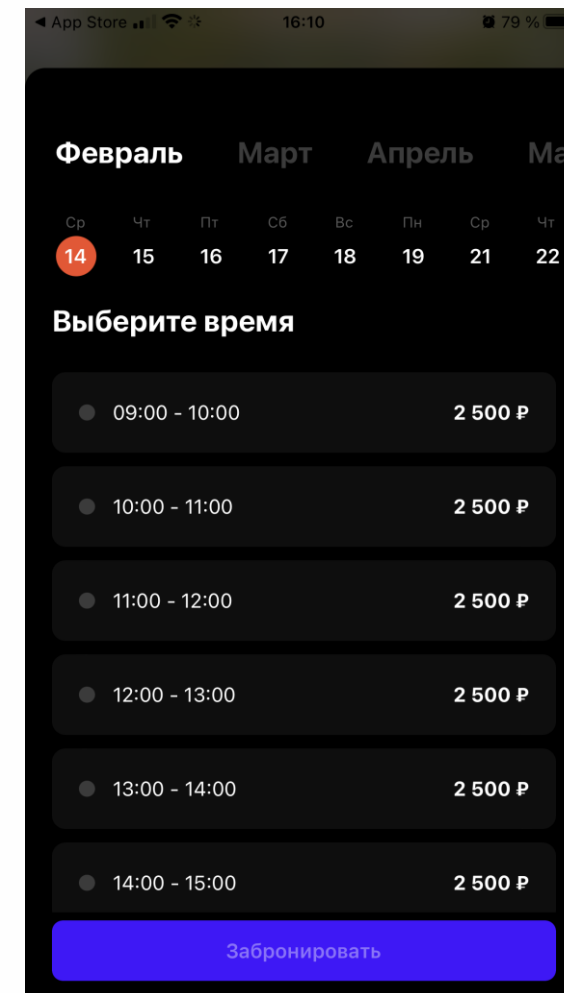 ◀ App Store 16:10 79 %
Февраль Март Апрель Ма
Ср Чт Пт Сб Вс Пн Ср Чт
14 15 16 17 18 19 21 22
Выберите время
09:00 - 10:00 2 500 ₽
10:00 - 11:00 2 500 ₽
11:00 - 12:00 2 500 ₽
12:00 - 13:00 2 500 ₽
13:00 - 14:00 2 500 ₽
14:00 - 15:00 2 500 ₽
Забронировать